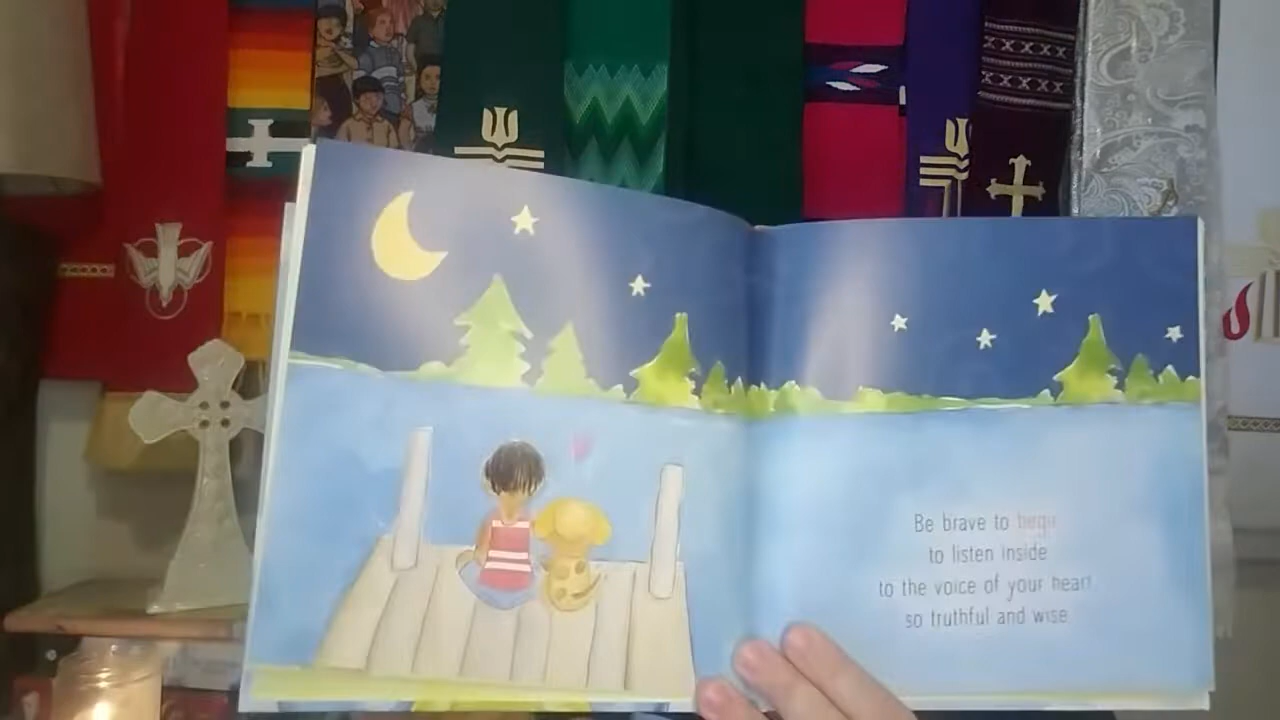 Be brave to
to listen inside
to the voice of your heart
so truthful and wise.